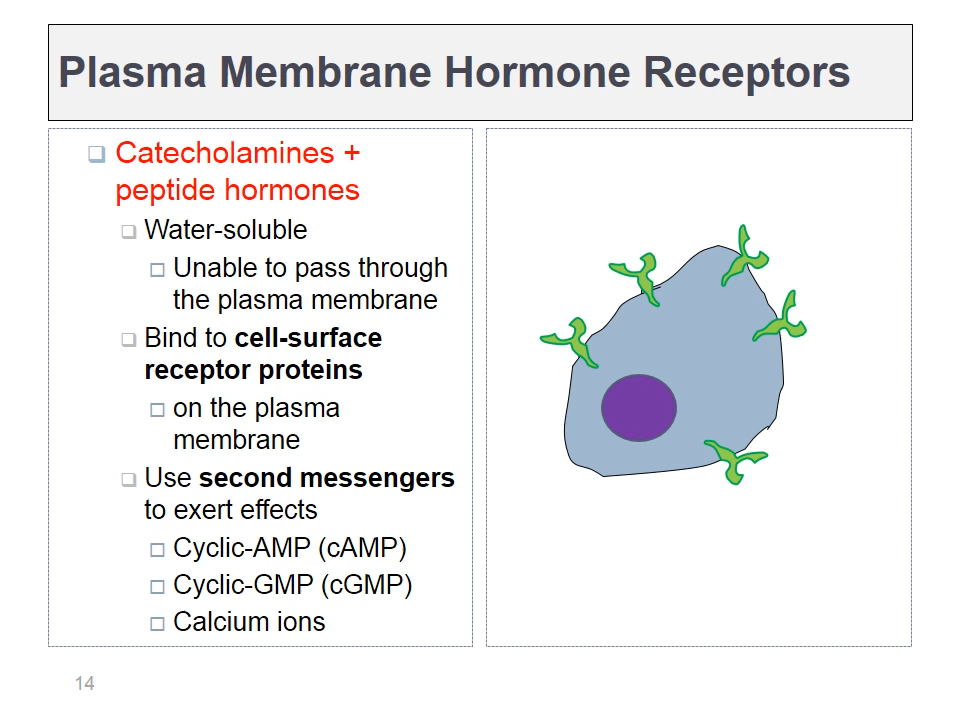 Plasma Membrane Hormone Receptors
Catecholamines +
peptide hormones
Water-soluble
Unable to pass through
the plasma membrane
Bind to cell-surface
receptor proteins
on the plasma
membrane
Use second messengers
to exert effects
Cyclic-AMP (cAMP)
Cyclic-GMP (cGMP)
Calcium ions
14